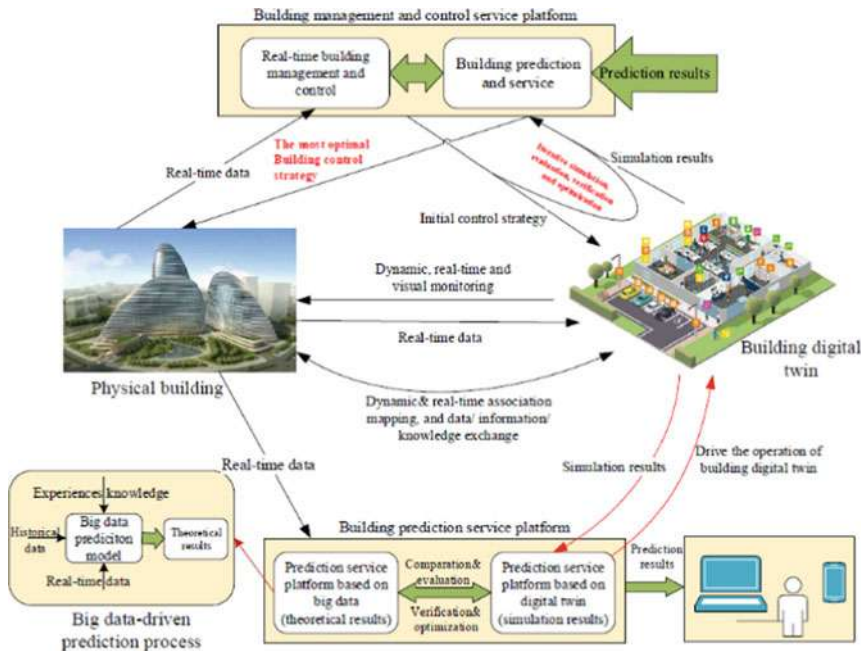 Building management and control service platform
Real-time building
management and
control
Building prediction
and service
Prediction results
The most optimal
Building control
strategy
Real-time data
Iterative simulation,
evaluation, verification
and optimization
Simulation results
Initial control strategy
Dynamic, real-time and
visual monitoring
Real-time data
Physical building
Building digital
twin
Dynamic& real-time association
mapping, and data/ information/
knowledge exchange
Real-time data
Simulation results
Drive the operation of
building digital twin
Experiences knowledge
Historical
data
Big data
prediciton
model
Theoretical
results
Real-time data
Big data-driven
prediction process
Building prediction service platform
Prediction service
platform based on
big data
(theoretical results)
Comparation&
evaluation
Verification&
optimization
Prediction service
platform based on
digital twin
(simulation results)
Prediction
results